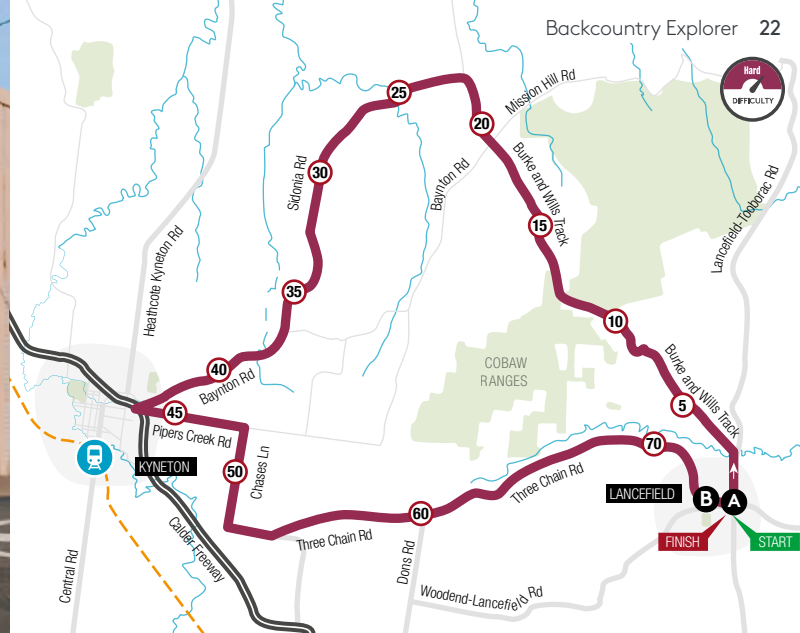 Backcountry Explorer 22
Hard
DIFFICULTY
Mission Hill Rd
25
20
Burke and Wills Track
Baynton Rd
Sidonia Rd
30
15
Lancefield-Tooborac Rd
Heathcote Kyneton Rd
35
10
COBAW
RANGES
Burke and Wills Track
40
Baynton Rd
5
45
Pipers Creek Rd
KYNETON
50
Chases Ln
70
Three Chain Rd
LANCEFIELD
B
A
60
Three Chain Rd
FINISH
START
Calder Freeway
Dons Rd
Central Rd
Woodend-Lancefield Rd